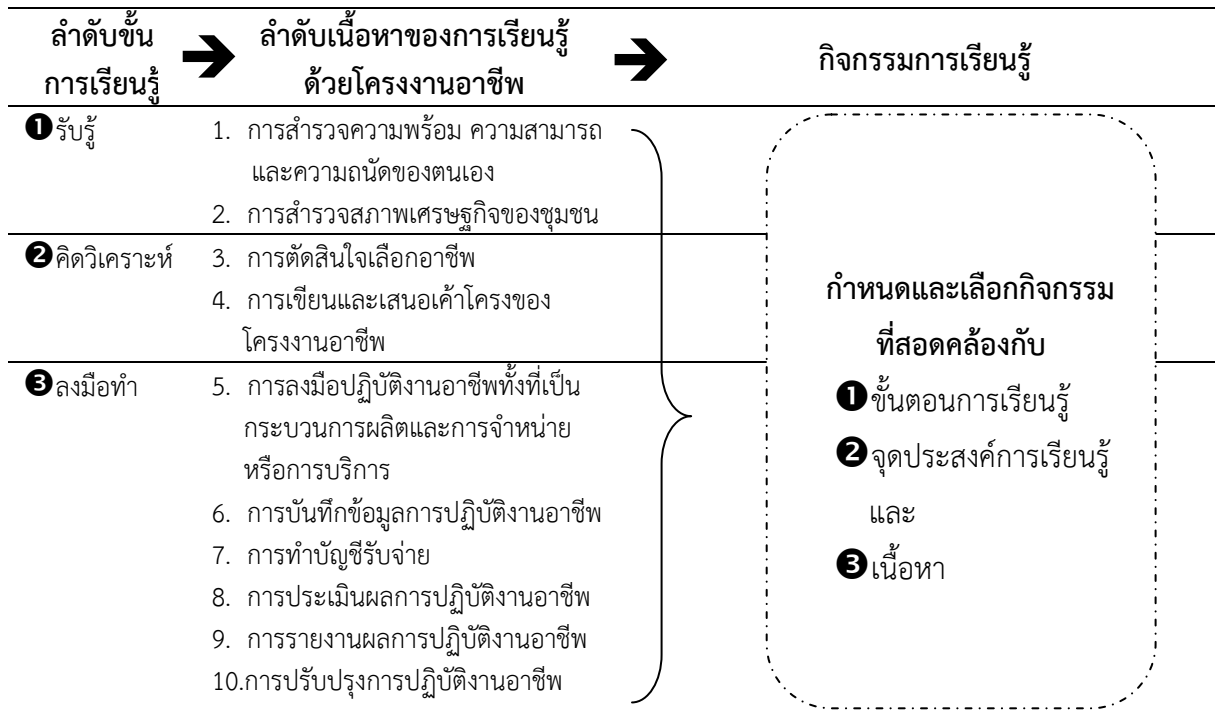 ลำดับขั้น
การเรียนรู้
ลำดับเนื้อหาของการเรียนรู้
ด้วยโครงงานอาชีพ
กิจกรรมการเรียนรู้
❶รับรู้
1. การสำรวจความพร้อม ความสามารถ
และความถนัดของตนเอง
2. การสำรวจสภาพเศรษฐกิจของชุมชน
❷คิดวิเคราะห์
3. การตัดสินใจเลือกอาชีพ
4. การเขียนและเสนอเค้าโครงของ
โครงงานอาชีพ
❸ลงมือทำ
5. การลงมือปฏิบัติงานอาชีพทั้งที่เป็น
กระบวนการผลิตและการจำหน่าย
หรือการบริการ
6. การบันทึกข้อมูลการปฏิบัติงานอาชีพ
7. การทำบัญชีรับจ่าย
8. การประเมินผลการปฏิบัติงานอาชีพ
9. การรายงานผลการปฏิบัติงานอาชีพ
10.การปรับปรุงการปฏิบัติงานอาชีพ
กำหนดและเลือกกิจกรรม
ที่สอดคล้องกับ
❶ขั้นตอนการเรียนรู้
❷จุดประสงค์การเรียนรู้
และ
❸เนื้อหา